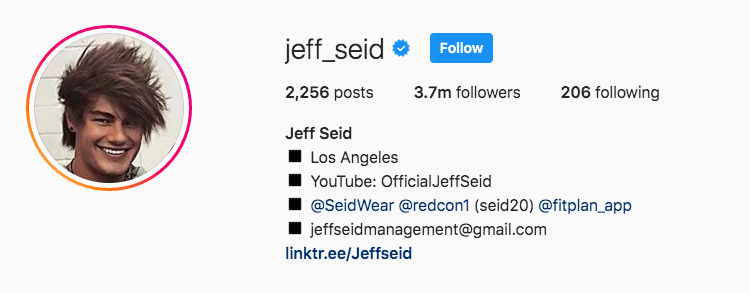 jeff_seid Follow
2,256 posts 3.7m followers 206 following
Jeff Seid
Los Angeles
YouTube: OfficialJeffSeid
@SeidWear @redcon1 (seid20) @fitplan_app
jeffseidmanagement@gmail.com
linktr.ee/Jeffseid